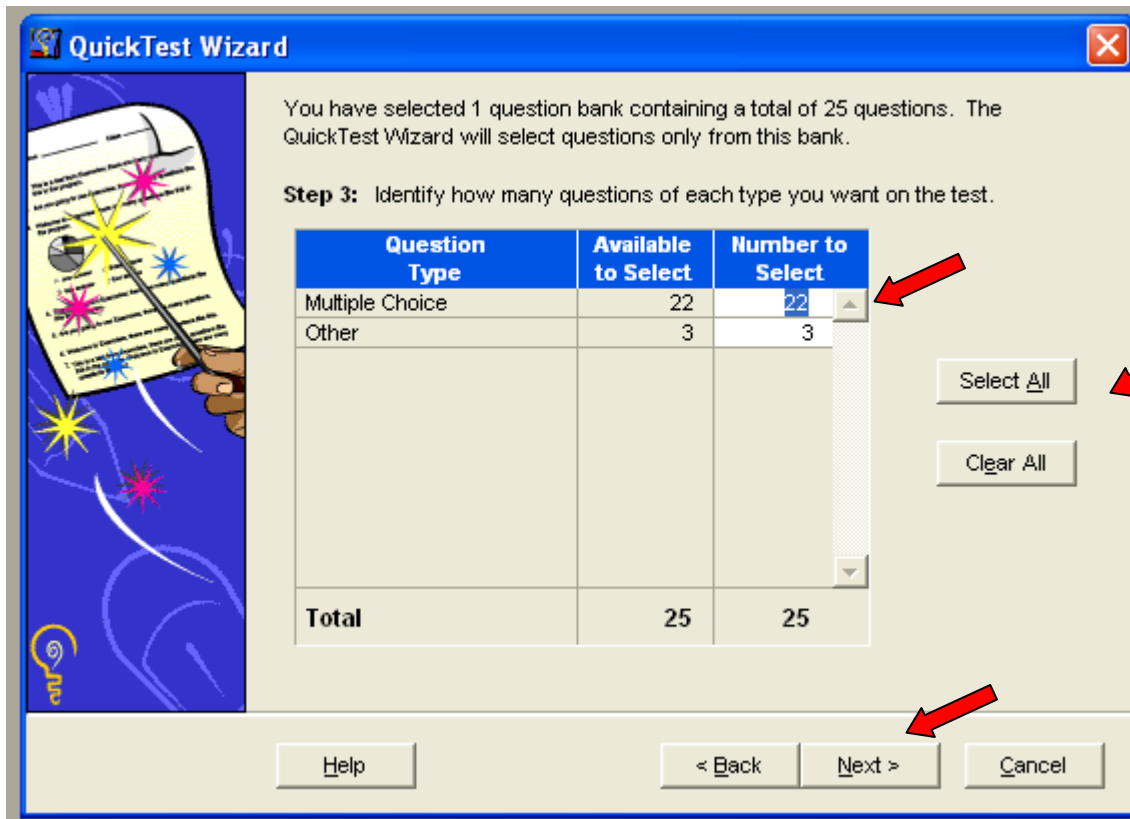 QuickTest Wizard
You have selected 1 question bank containing a total of 25 questions. The
QuickTest Wizard will select questions only from this bank.
Step 3: Identify how many questions of each type you want on the test.
Question Type Available to Select Number to Select
Multiple Choice 22 22
Other 3 3
Total 25 25
Select All
Clear All
Help < Back Next > Cancel